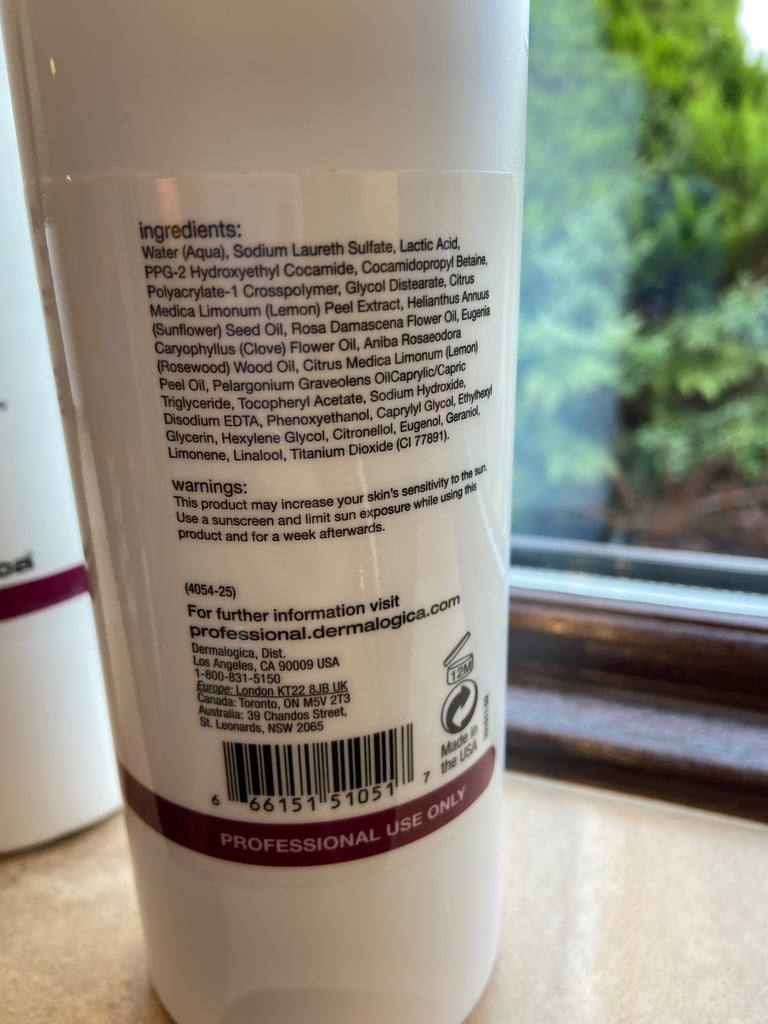 ingredients:
Water (Aqua), Sodium Laureth Sulfate, Lactic Acid,
PPG-2 Hydroxyethyl Cocamide, Cocamidopropyl Betaine,
Polyacrylate-1 Crosspolymer, Glycol Distearate, Citrus
Medica Limonum (Lemon) Peel Extract, Helianthus Annuus
(Sunflower) Seed Oil, Rosa Damascena Flower Oil, Eugenia
Caryophyllus (Clove) Flower Oil, Aniba Rosaeodora
(Rosewood) Wood Oil, Citrus Medica Limonum (Lemon)
Peel Oil, Pelargonium Graveolens OilCaprylic/Capric
Triglyceride, Tocopheryl Acetate, Sodium Hydroxide,
Disodium EDTA, Phenoxyethanol, Caprylyl Glycol, Ethylhexyl
Glycerin, Hexylene Glycol, Citronellol, Eugenol, Geraniol,
Limonene, Linalool, Titanium Dioxide (CI 77891).
warnings:
This product may increase your skin's sensitivity to the sun.
Use a sunscreen and limit sun exposure while using this
product and for a week afterwards.
(4054-25)
For further information visit
professional.dermalogica.com
Dermalogica, Dist.
Los Angeles, CA 90009 USA
1-800-831-5150
Europe: London KT22 8JB UK
Canada: Toronto, ON M5V 2T3
Australia: 39 Chandos Street,
St. Leonards, NSW 2065
12M
Made in
the USA
6 66151 51051 7
PROFESSIONAL USE ONLY